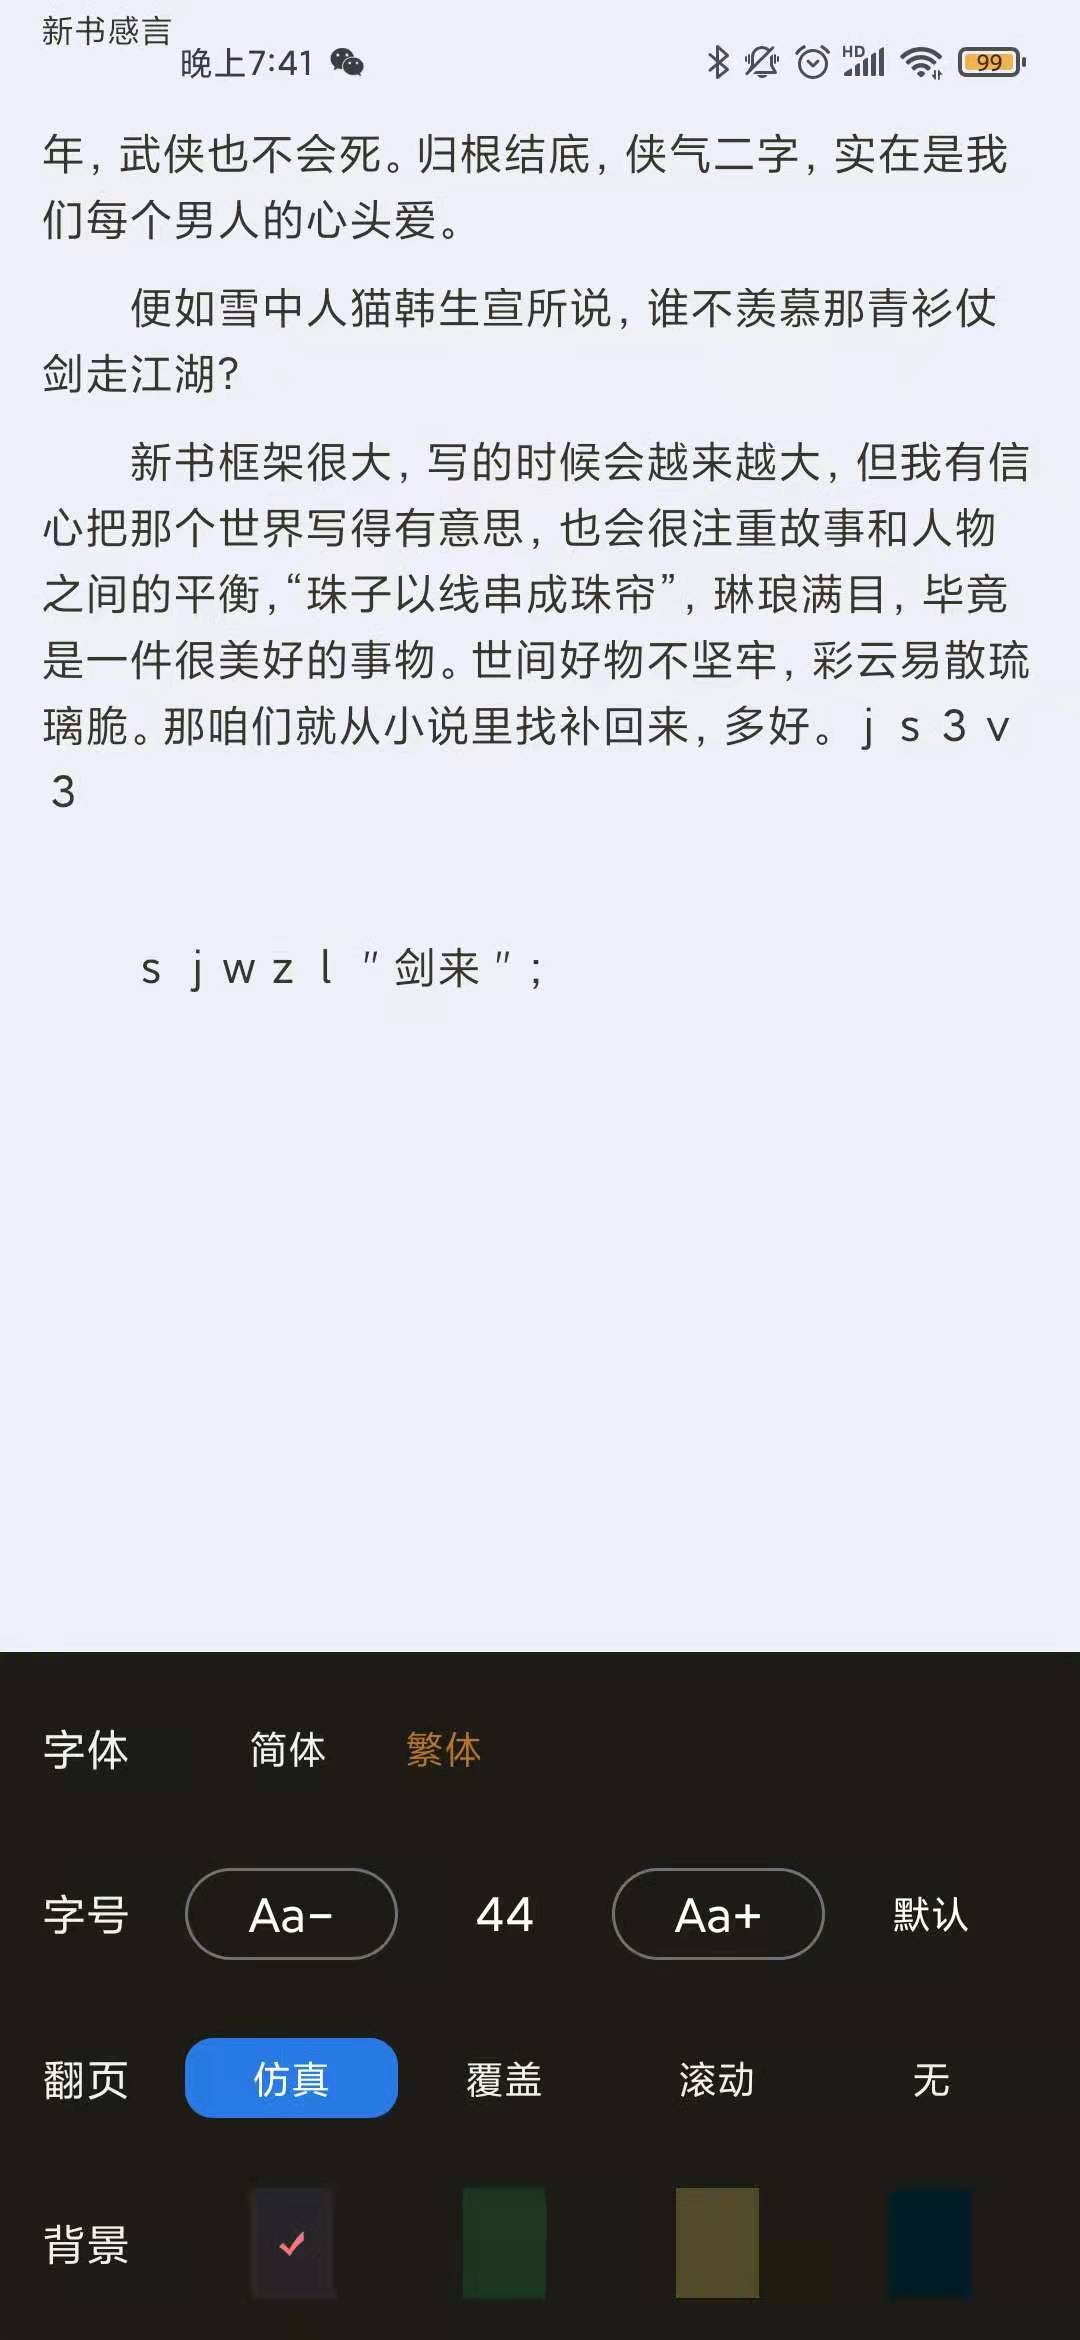 新书感言
晚上7:41
HD
99
年，武侠也不会死。归根结底，侠气二字，实在是我
们每个男人的心头爱。
便如雪中人猫韩生宣所说，谁不羡慕那青衫仗
剑走江湖？
新书框架很大，写的时候会越来越大，但我有信
心把那个世界写得有意思，也会很注重故事和人物
之间的平衡，“珠子以线串成珠帘”，琳琅满目，毕竟
是一件很美好的事物。世间好物不坚牢，彩云易散琉
璃脆。那咱们就从小说里找补回来，多好。ｊｓ３ｖ
３
ｓｊｗｚｌ＂剑来＂；
字体 简体 繁体
字号 Aa- 44 Aa+ 默认
翻页 仿真 覆盖 滚动 无
背景